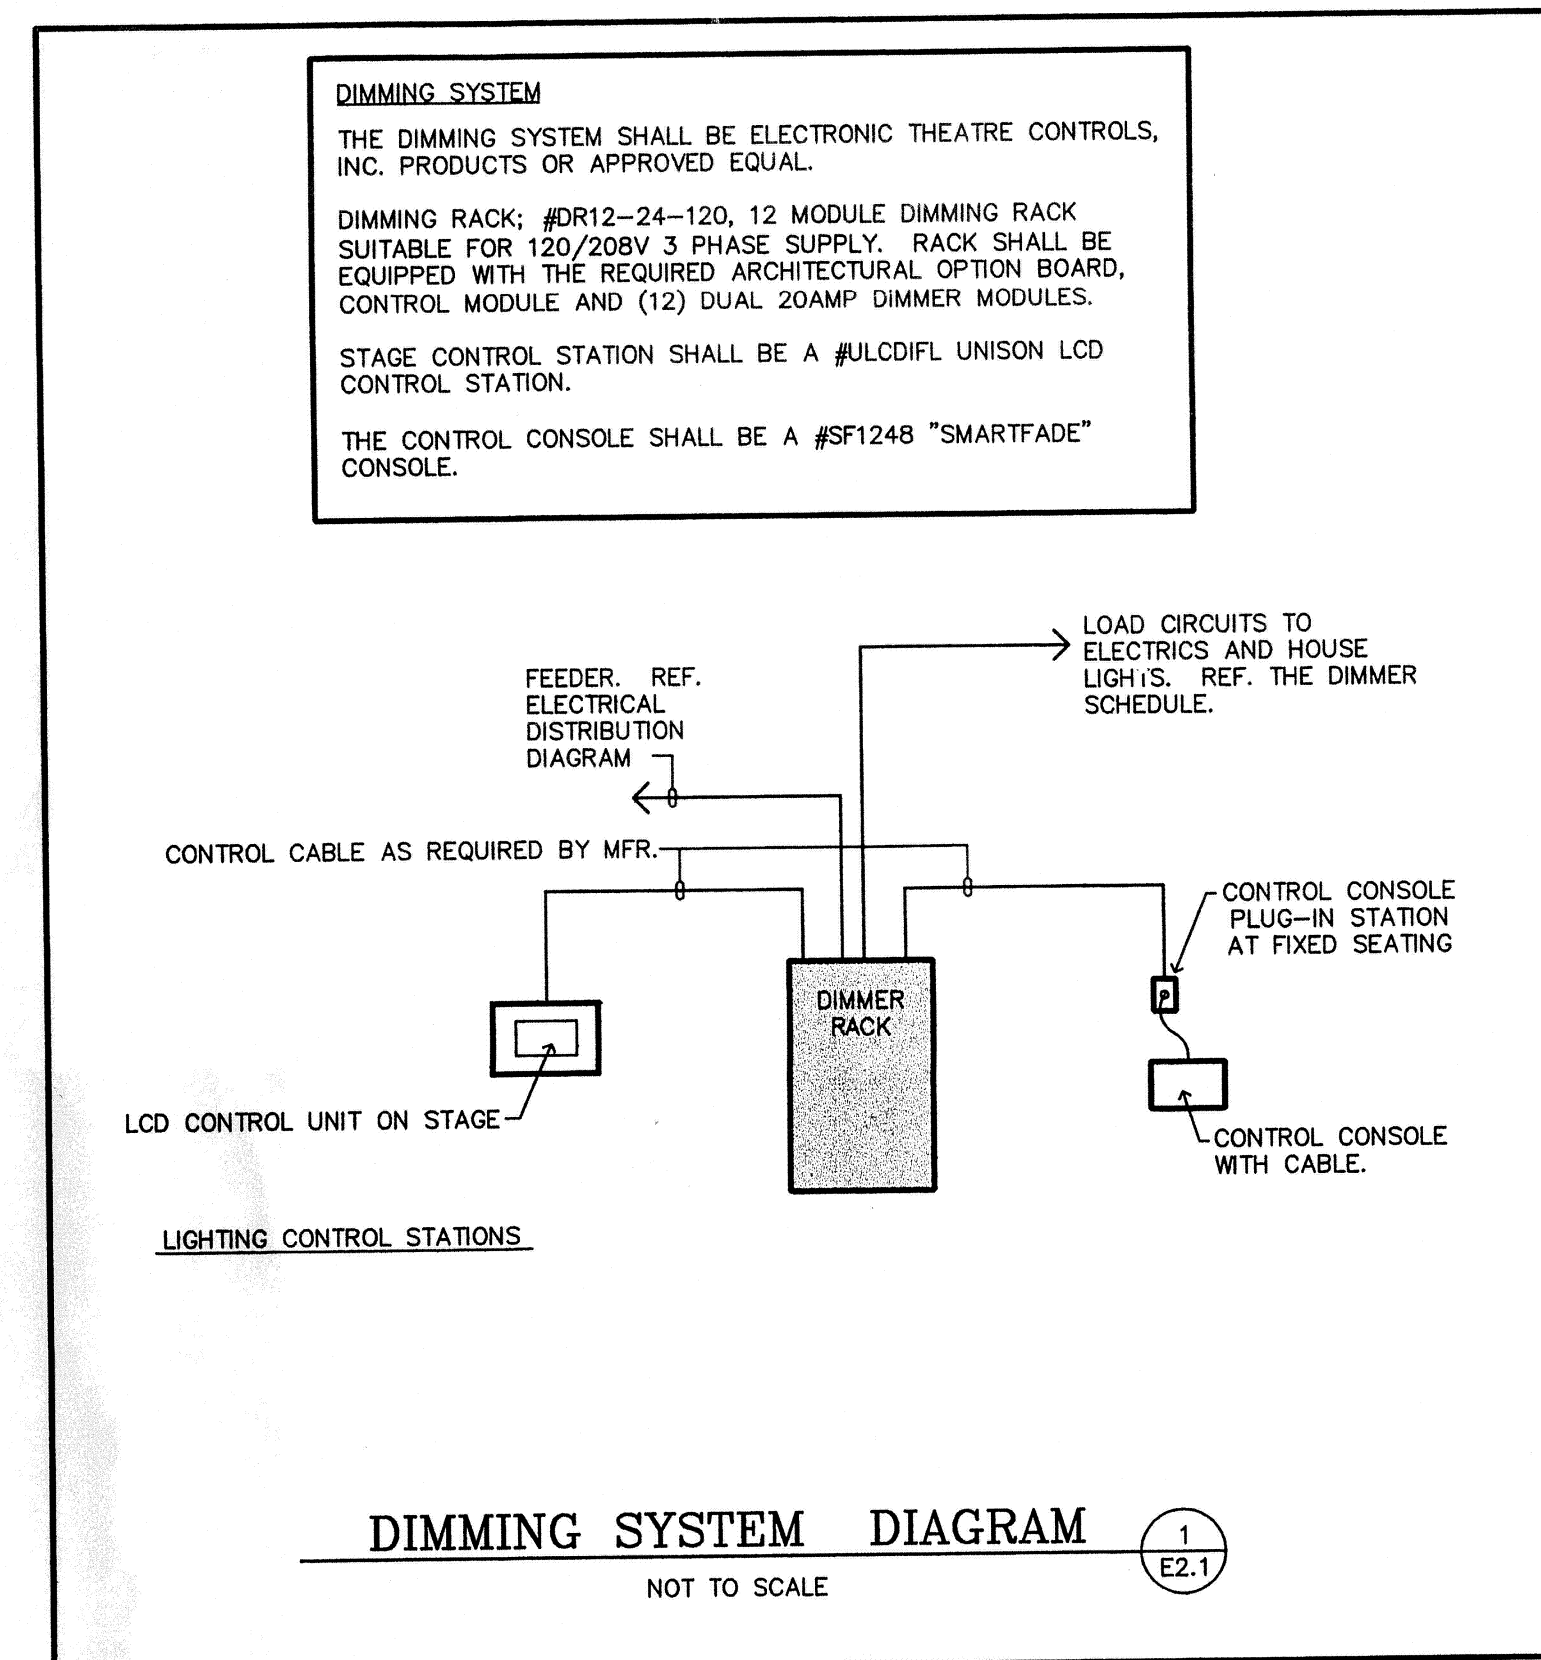 DIMMING SYSTEM
THE DIMMING SYSTEM SHALL BE ELECTRONIC THEATRE CONTROLS,
INC. PRODUCTS OR APPROVED EQUAL.
DIMMING RACK; #DR12-24-120, 12 MODULE DIMMING RACK
SUITABLE FOR 120/208V 3 PHASE SUPPLY. RACK SHALL BE
EQUIPPED WITH THE REQUIRED ARCHITECTURAL OPTION BOARD,
CONTROL MODULE AND (12) DUAL 20AMP DIMMER MODULES.
STAGE CONTROL STATION SHALL BE A #ULCDIFL UNISON LCD
CONTROL STATION.
THE CONTROL CONSOLE SHALL BE A #SF1248 "SMARTFADE"
CONSOLE.
LOAD CIRCUITS TO
ELECTRICS AND HOUSE
LIGHTS. REF. THE DIMMER
SCHEDULE.
FEEDER. REF.
ELECTRICAL
DISTRIBUTION
DIAGRAM
CONTROL CABLE AS REQUIRED BY MFR.
CONTROL CONSOLE
PLUG-IN STATION
AT FIXED SEATING
DIMMER
RACK
LCD CONTROL UNIT ON STAGE
CONTROL CONSOLE
WITH CABLE.
LIGHTING CONTROL STATIONS
DIMMING SYSTEM DIAGRAM
1
E2.1
NOT TO SCALE